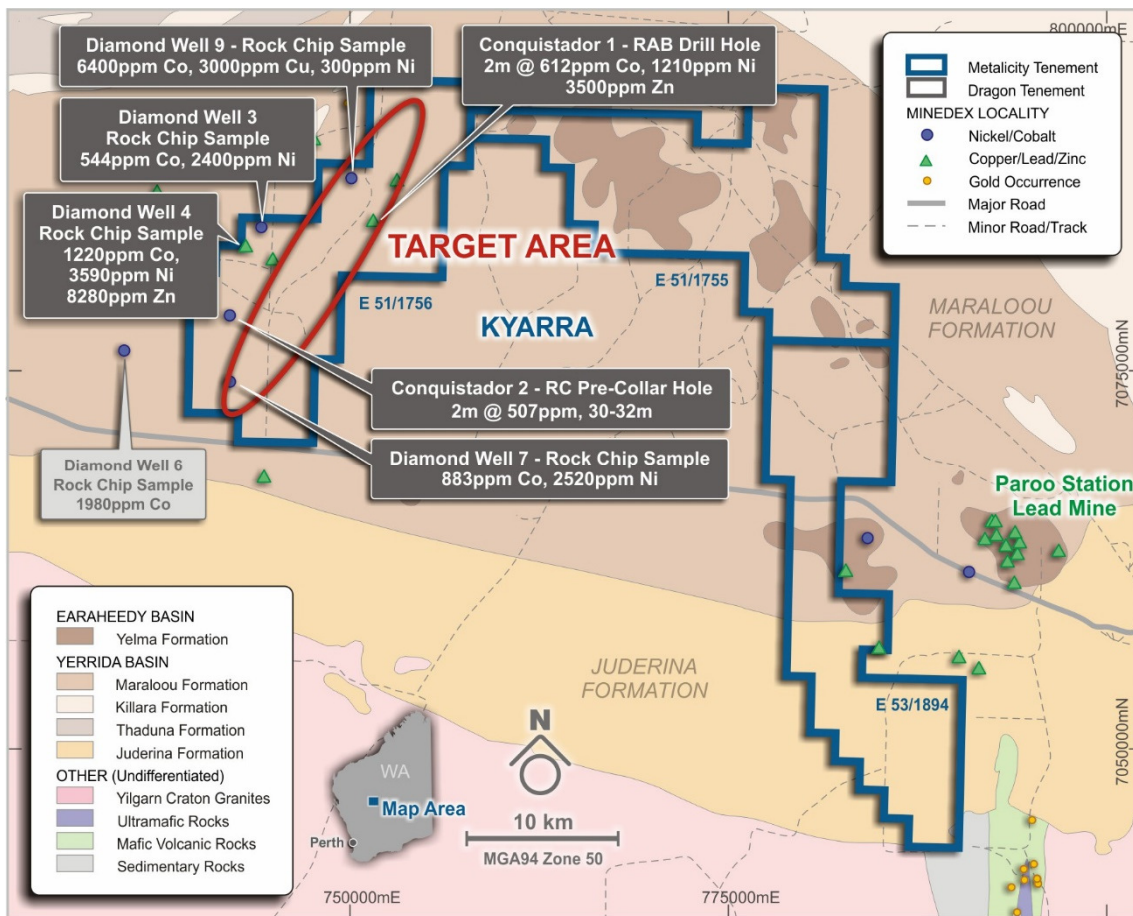 800000mE
Diamond Well 9 - Rock Chip Sample
6400ppm Co, 3000ppm Cu, 300ppm Ni
Conquistador 1 - RAB Drill Hole
2m @ 612ppm Co, 1210ppm Ni
3500ppm Zn
Diamond Well 3
Rock Chip Sample
544ppm Co, 2400ppm Ni
Diamond Well 4
Rock Chip Sample
1220ppm Co,
3590ppm Ni
8280ppm Zn
Metalicity Tenement
Dragon Tenement
MINEDEX LOCALITY
Nickel/Cobalt
Copper/Lead/Zinc
Gold Occurrence
Major Road
Minor Road/Track
TARGET AREA
E 51/1756
E 51/1755
KYARRA
MARALOOU
FORMATION
7075000mN
Conquistador 2 - RC Pre-Collar Hole
2m @ 507ppm, 30-32m
Diamond Well 7 - Rock Chip Sample
883ppm Co, 2520ppm Ni
Diamond Well 6
Rock Chip Sample
1980ppm Co
Paroo Station
Lead Mine
EARAHEEDY BASIN
Yelma Formation
YERRIDA BASIN
Maraloou Formation
Killara Formation
Thaduna Formation
Juderina Formation
OTHER (Undifferentiated)
Yilgarn Craton Granites
Ultramafic Rocks
Mafic Volcanic Rocks
Sedimentary Rocks
JUDERINA
FORMATION
E 53/1894
7050000mN
WA
Map Area
Perth
N
10 km
MGA94 Zone 50
750000mE
775000mE